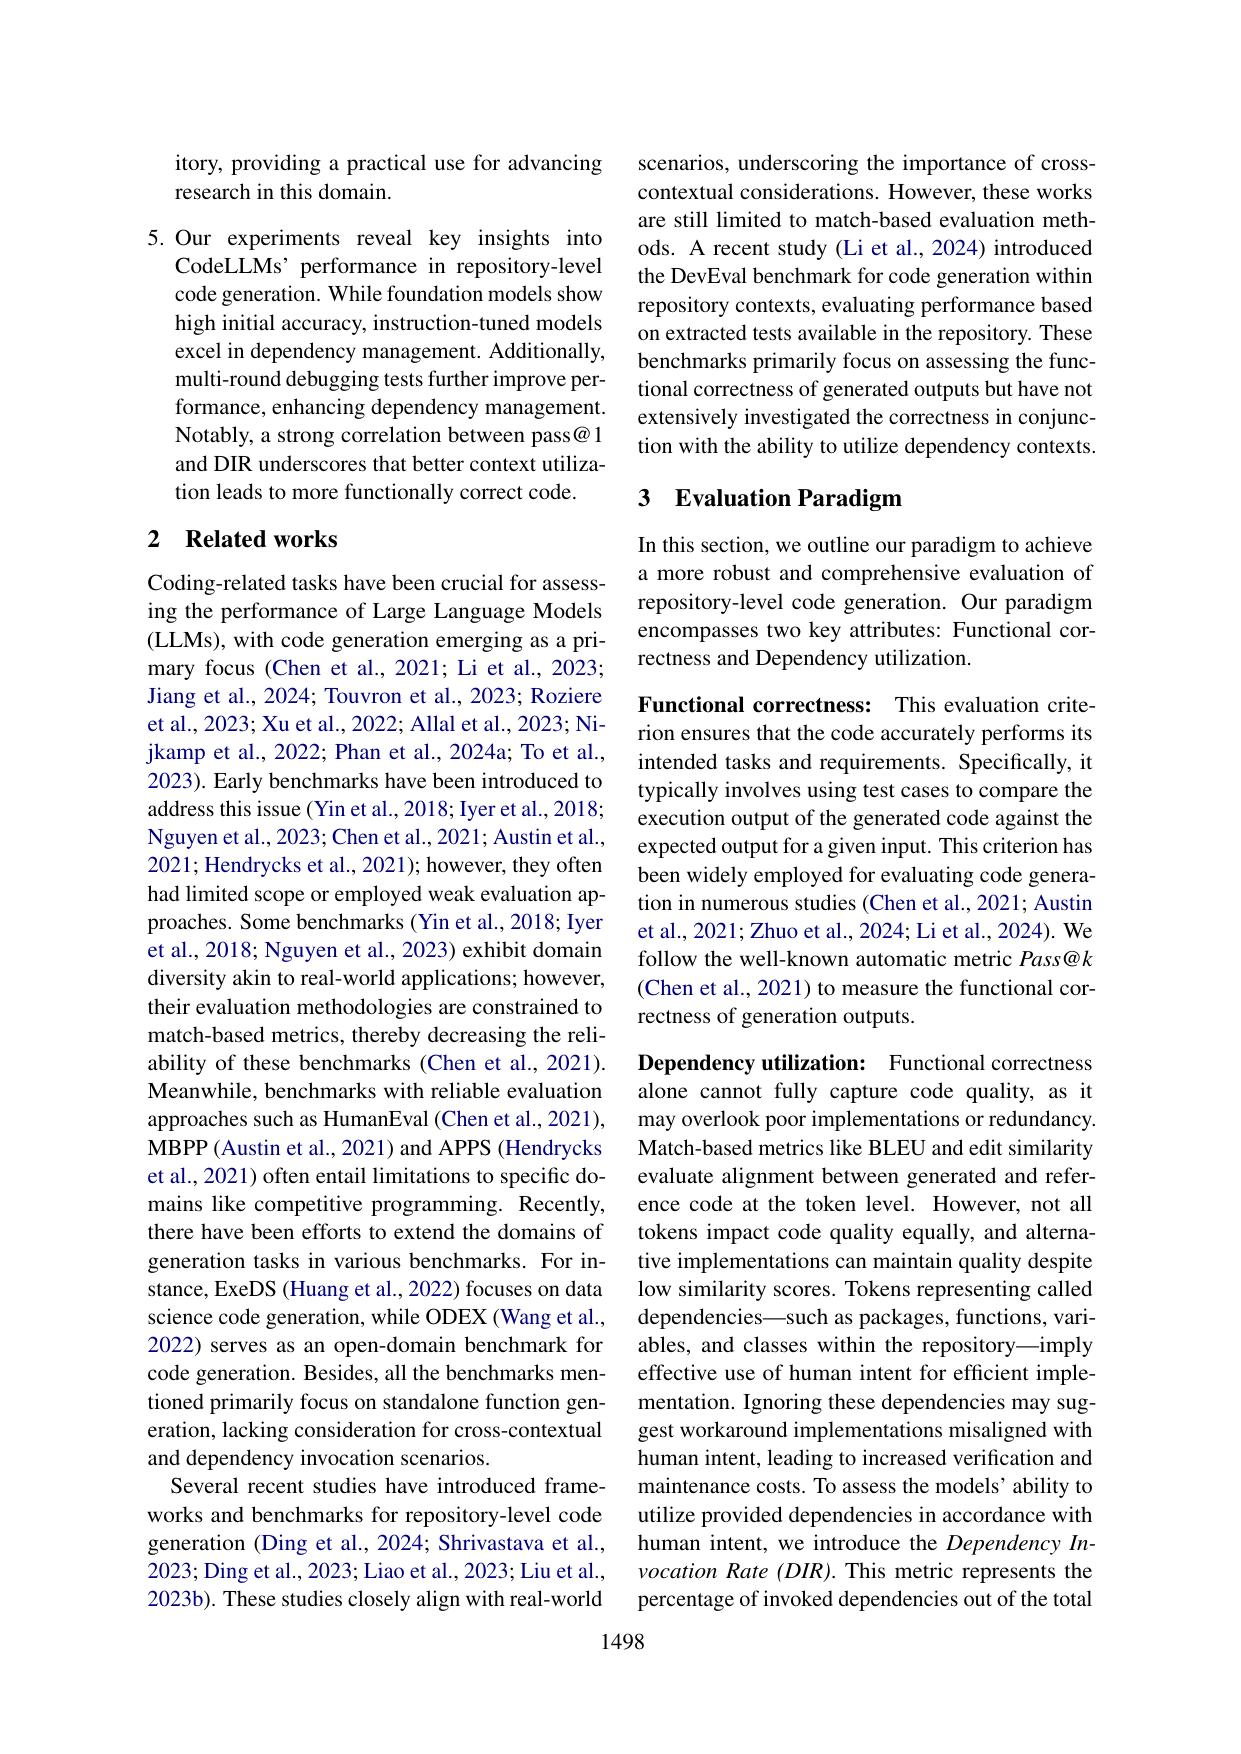 itory, providing a practical use for advancing
research in this domain.
5. Our experiments reveal key insights into
CodeLLMs' performance in repository-level
code generation. While foundation models show
high initial accuracy, instruction-tuned models
excel in dependency management. Additionally,
multi-round debugging tests further improve per-
formance, enhancing dependency management.
Notably, a strong correlation between pass@1
and DIR underscores that better context utiliza-
tion leads to more functionally correct code.
2 Related works
Coding-related tasks have been crucial for assess-
ing the performance of Large Language Models
(LLMs), with code generation emerging as a pri-
mary focus (Chen et al., 2021; Li et al., 2023;
Jiang et al., 2024; Touvron et al., 2023; Roziere
et al., 2023; Xu et al., 2022; Allal et al., 2023; Ni-
jkamp et al., 2022; Phan et al., 2024a; To et al.,
2023). Early benchmarks have been introduced to
address this issue (Yin et al., 2018; Iyer et al., 2018;
Nguyen et al., 2023; Chen et al., 2021; Austin et al.,
2021; Hendrycks et al., 2021); however, they often
had limited scope or employed weak evaluation ap-
proaches. Some benchmarks (Yin et al., 2018; Iyer
et al., 2018; Nguyen et al., 2023) exhibit domain
diversity akin to real-world applications; however,
their evaluation methodologies are constrained to
match-based metrics, thereby decreasing the reli-
ability of these benchmarks (Chen et al., 2021).
Meanwhile, benchmarks with reliable evaluation
approaches such as HumanEval (Chen et al., 2021),
MBPP (Austin et al., 2021) and APPS (Hendrycks
et al., 2021) often entail limitations to specific do-
mains like competitive programming. Recently,
there have been efforts to extend the domains of
generation tasks in various benchmarks. For in-
stance, ExeDS (Huang et al., 2022) focuses on data
science code generation, while ODEX (Wang et al.,
2022) serves as an open-domain benchmark for
code generation. Besides, all the benchmarks men-
tioned primarily focus on standalone function gen-
eration, lacking consideration for cross-contextual
and dependency invocation scenarios.
Several recent studies have introduced frame-
works and benchmarks for repository-level code
generation (Ding et al., 2024; Shrivastava et al.,
2023; Ding et al., 2023; Liao et al., 2023; Liu et al.,
2023b). These studies closely align with real-world
scenarios, underscoring the importance of cross-
contextual considerations. However, these works
are still limited to match-based evaluation meth-
ods. A recent study (Li et al., 2024) introduced
the DevEval benchmark for code generation within
repository contexts, evaluating performance based
on extracted tests available in the repository. These
benchmarks primarily focus on assessing the func-
tional correctness of generated outputs but have not
extensively investigated the correctness in conjunc-
tion with the ability to utilize dependency contexts.
3 Evaluation Paradigm
In this section, we outline our paradigm to achieve
a more robust and comprehensive evaluation of
repository-level code generation. Our paradigm
encompasses two key attributes: Functional cor-
rectness and Dependency utilization.
Functional correctness: This evaluation crite-
rion ensures that the code accurately performs its
intended tasks and requirements. Specifically, it
typically involves using test cases to compare the
execution output of the generated code against the
expected output for a given input. This criterion has
been widely employed for evaluating code genera-
tion in numerous studies (Chen et al., 2021; Austin
et al., 2021; Zhuo et al., 2024; Li et al., 2024). We
follow the well-known automatic metric Pass@k
(Chen et al., 2021) to measure the functional cor-
rectness of generation outputs.
Dependency utilization: Functional correctness
alone cannot fully capture code quality, as it
may overlook poor implementations or redundancy.
Match-based metrics like BLEU and edit similarity
evaluate alignment between generated and refer-
ence code at the token level. However, not all
tokens impact code quality equally, and alterna-
tive implementations can maintain quality despite
low similarity scores. Tokens representing called
dependencies—such as packages, functions, vari-
ables, and classes within the repository—imply
effective use of human intent for efficient imple-
mentation. Ignoring these dependencies may sug-
gest workaround implementations misaligned with
human intent, leading to increased verification and
maintenance costs. To assess the models' ability to
utilize provided dependencies in accordance with
human intent, we introduce the Dependency In-
vocation Rate (DIR). This metric represents the
percentage of invoked dependencies out of the total
1498